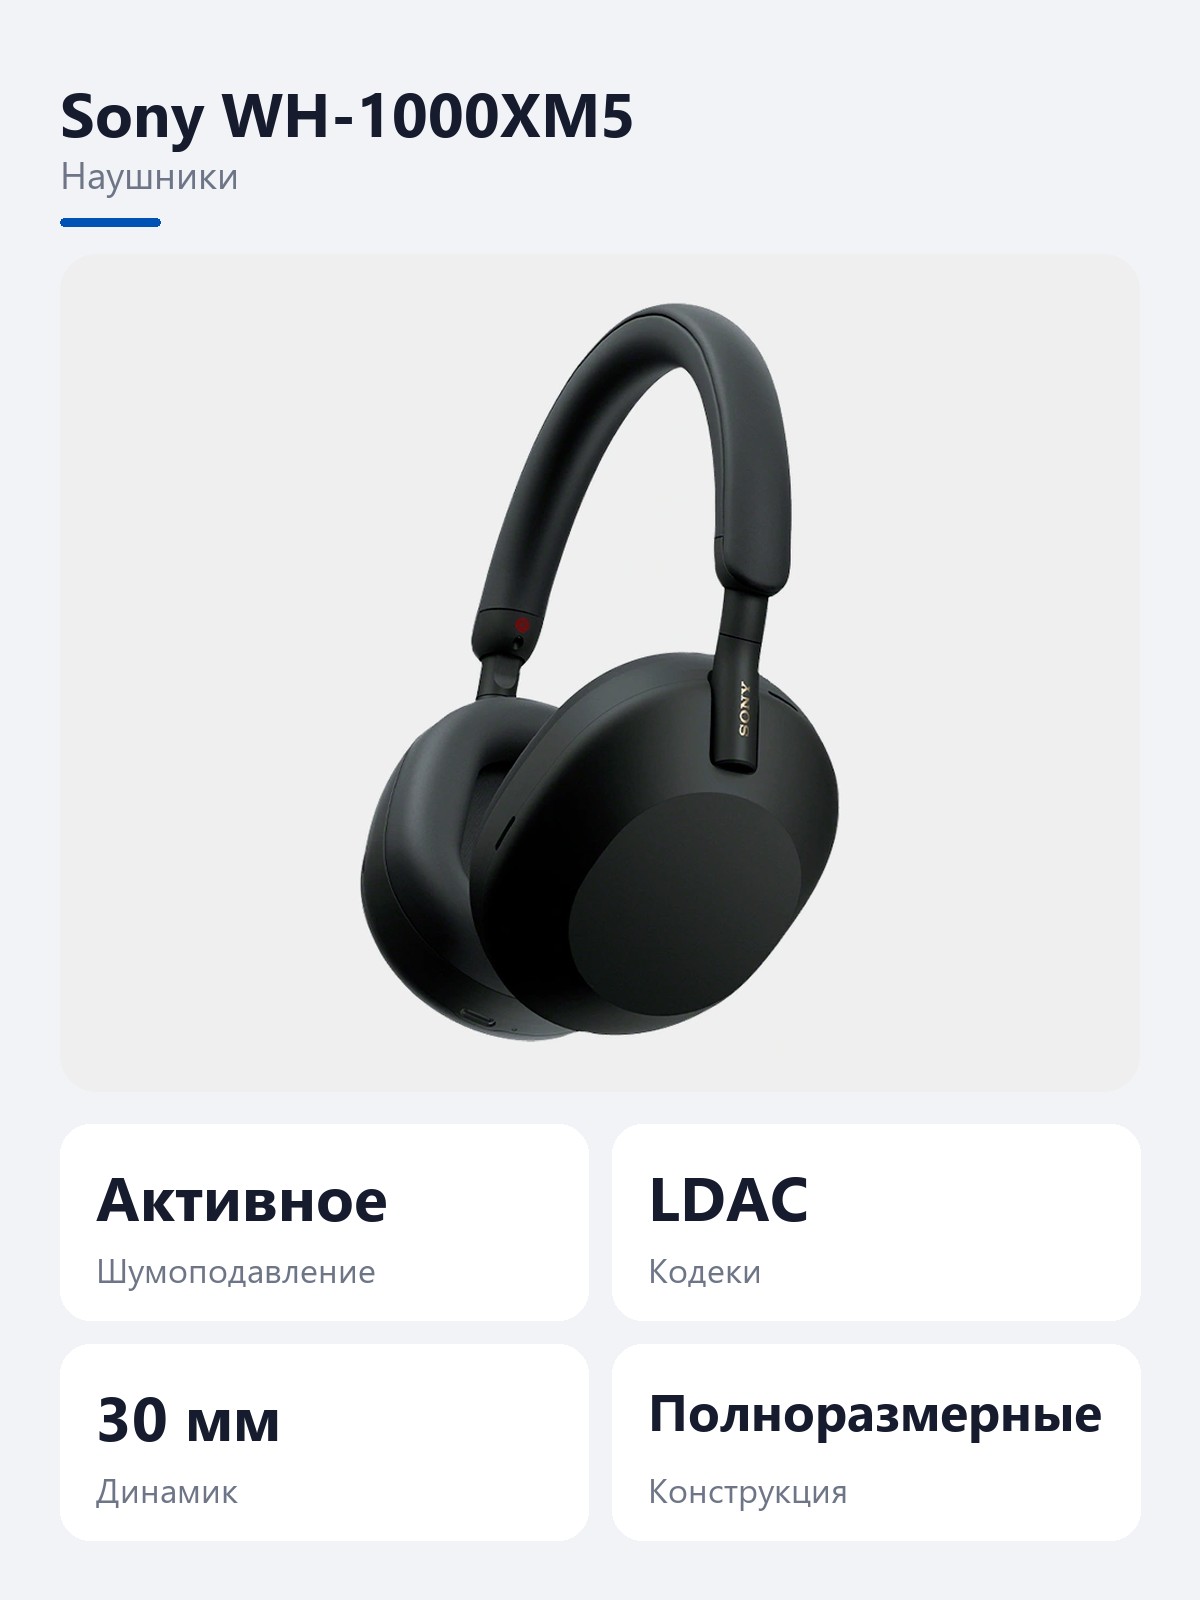 Sony WH-1000XM5
Наушники
SONY
Активное
Шумоподавление
LDAC
Кодеки
30 мм
Динамик
Полноразмерные
Конструкция